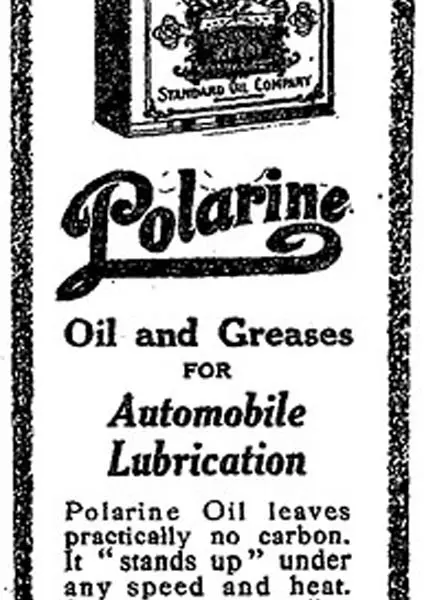 STANDARD OIL COMPANY
Polarine
Oil and Greases
FOR
Automobile
Lubrication
Polarine Oil leaves
practically no carbon.
It "stands up" under
any speed and heat.